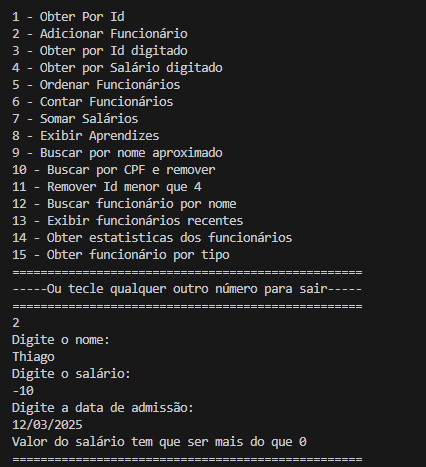 1 - Obter Por Id
2 - Adicionar Funcionário
3 - Obter por Id digitado
4 - Obter por Salário digitado
5 - Ordenar Funcionários
6 - Contar Funcionários
7 - Somar Salários
8 - Exibir Aprendizes
9 - Buscar por nome aproximado
10 - Buscar por CPF e remover
11 - Remover Id menor que 4
12 - Buscar funcionário por nome
13 - Exibir funcionários recentes
14 - Obter estatisticas dos funcionários
15 - Obter funcionário por tipo
==================================================
-----Ou tecle qualquer outro número para sair-----
==================================================
2
Digite o nome:
Thiago
Digite o salário:
-10
Digite a data de admissão:
12/03/2025
Valor do salário tem que ser mais do que 0
==================================================